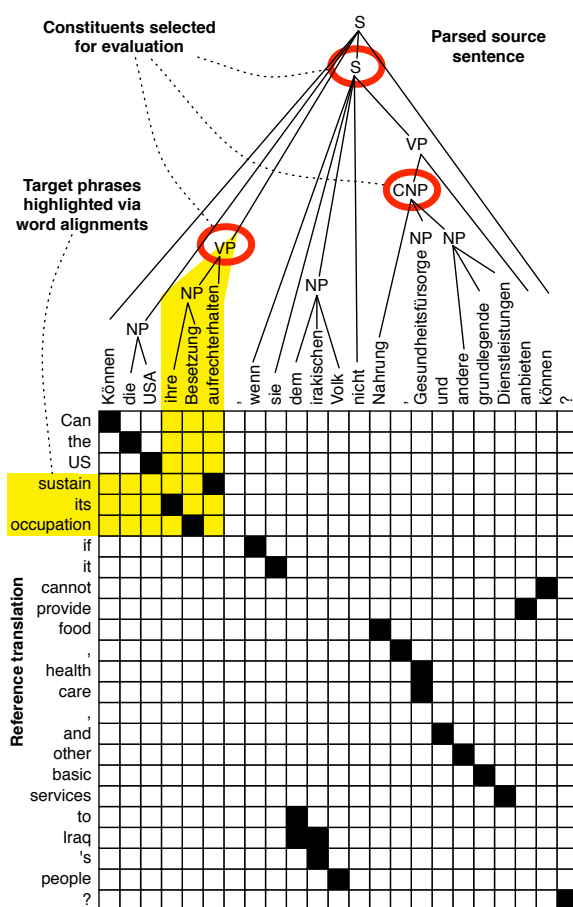 Constituents selected
for evaluation
Parsed source
sentence
Target phrases
highlighted via
word alignments
S
S
VP
CNP
NP
NP
VP
NP
NP
NP
Können
die
USA
ihre
Besetzung
aufrechterhalten
,
wenn
sie
dem
irakischen
Volk
nicht
Nahrung
,
Gesundheitsfürsorge
und
andere
grundlegende
Dienstleistungen
anbieten
können
?
Reference translation
Can
the
US
sustain
its
occupation
if
it
cannot
provide
food
,
health
care
,
and
other
basic
services
to
Iraq
's
people
?